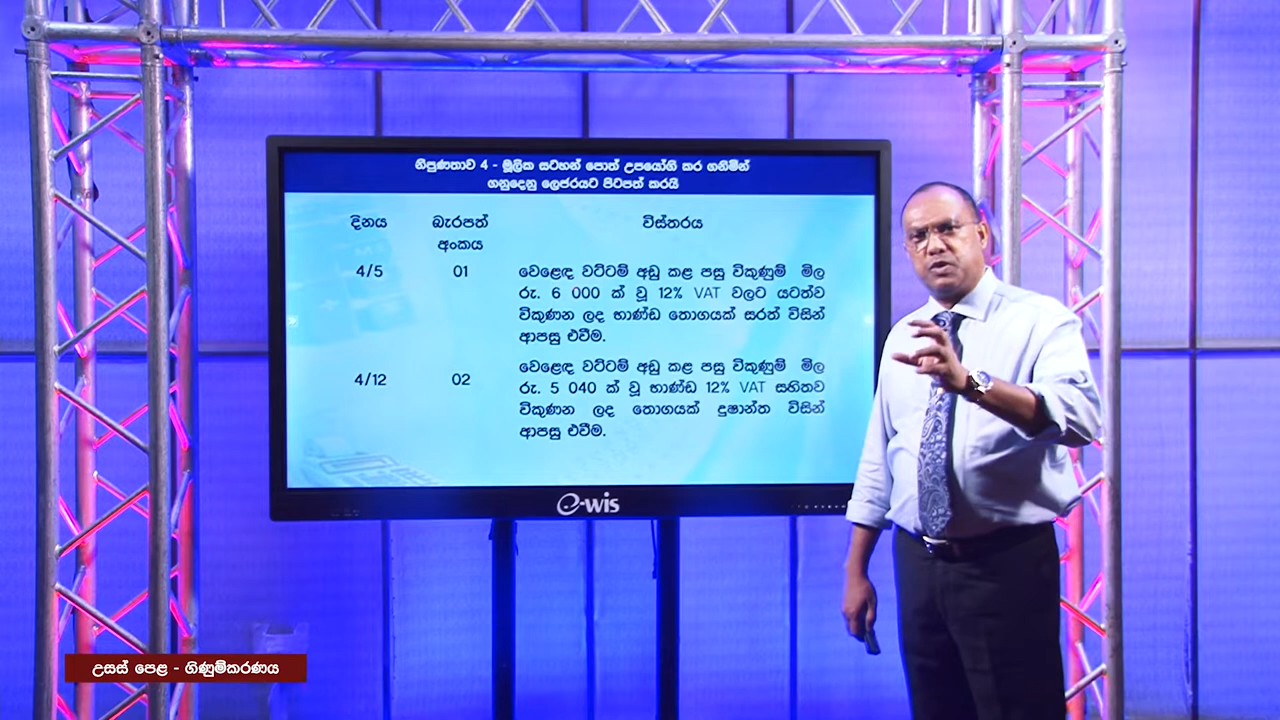 නිපුණතාව 4 - මූලික සටහන් පොත් උපයෝගි කර ගනිමින්
ගනුදෙනු ලෙජරයට පිටපත් කරයි
දිනය බැරපත් විස්තරය
අංකය
4/5 01 වෙළෙඳ වට්ටම් අඩු කළ පසු විකුණුම් මිල
රු. 6 000 ක් වූ 12% VAT වලට යටත්ව
විකුණන ලද භාණ්ඩ තොගයක් සරත් විසින්
ආපසු එවීම.
වෙළෙඳ වට්ටම් අඩු කළ පසු විකුණුම් මිල
4/12 02 රු. 5 040 ක් වූ භාණ්ඩ 12% VAT සහිතව
විකුණන ලද තොගයක් දුෂාන්ත විසින්
ආපසු එවීම.
e-wis
උසස් පෙළ - ගිණුම්කරණය